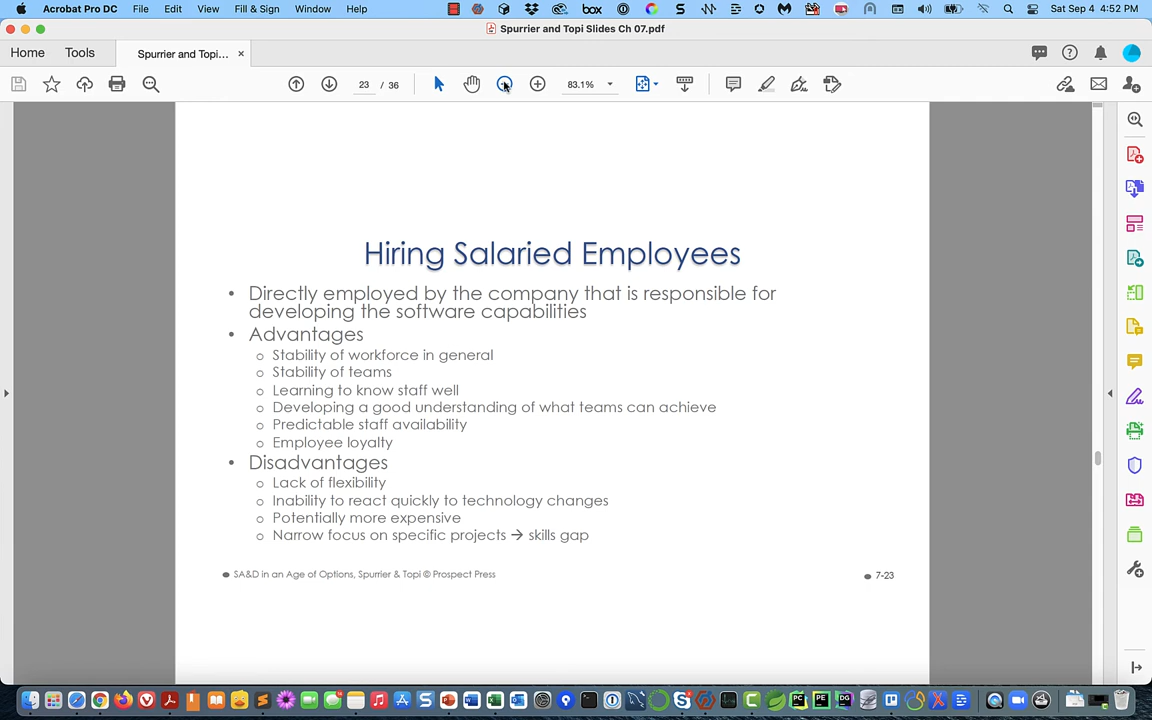 Acrobat Pro DC File Edit View Fill & Sign Window Help box Sat Sep 4 4:52 PM
Spurrier and Topi Slides Ch 07.pdf
Home Tools Spurrier and Topi... ×
23 / 36 83.1%
Hiring Salaried Employees
• Directly employed by the company that is responsible for
developing the software capabilities
• Advantages
o Stability of workforce in general
o Stability of teams
o Learning to know staff well
o Developing a good understanding of what teams can achieve
o Predictable staff availability
o Employee loyalty
• Disadvantages
o Lack of flexibility
o Inability to react quickly to technology changes
o Potentially more expensive
o Narrow focus on specific projects → skills gap
● SA&D in an Age of Options, Spurrier & Topi © Prospect Press
● 7-23